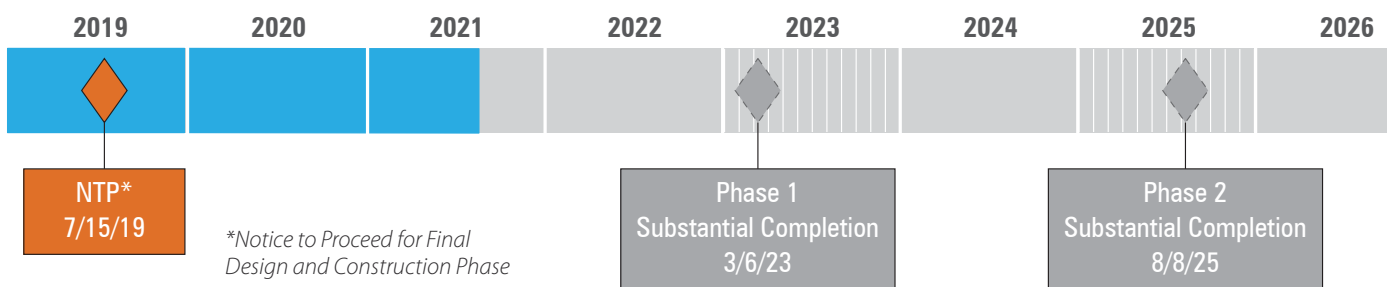 2019 2020 2021 2022 2023 2024 2025 2026
NTP*
7/15/19
*Notice to Proceed for Final
Design and Construction Phase
Phase 1
Substantial Completion
3/6/23
Phase 2
Substantial Completion
8/8/25